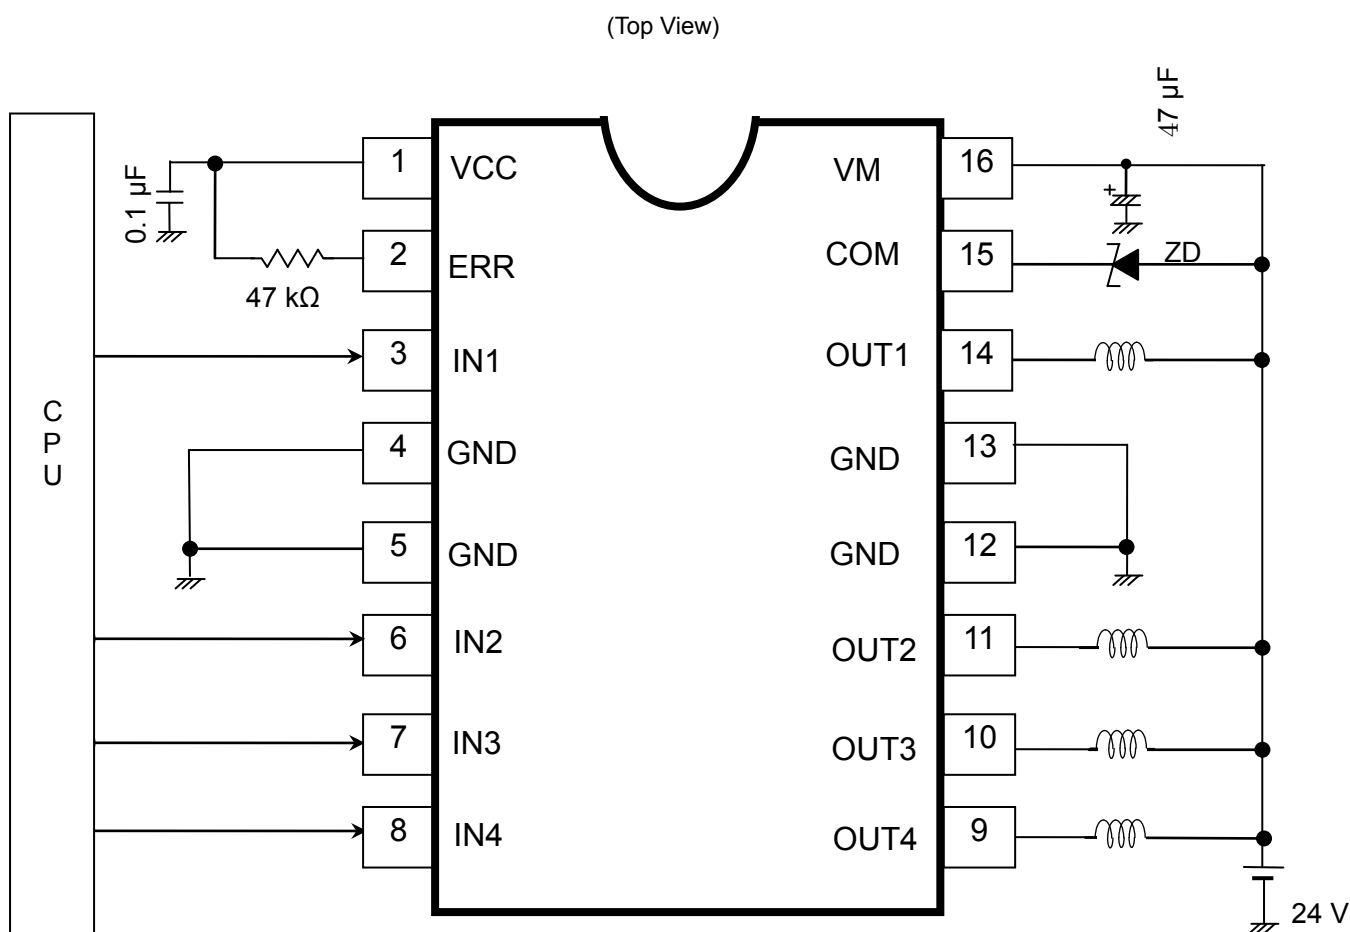 (Top View)
47 µF
0.1 µF
47 kΩ
C
P
U
1 VCC
2 ERR
3 IN1
4 GND
5 GND
6 IN2
7 IN3
8 IN4
VM 16
COM 15
ZD
OUT1 14
GND 13
GND 12
OUT2 11
OUT3 10
OUT4 9
24 V